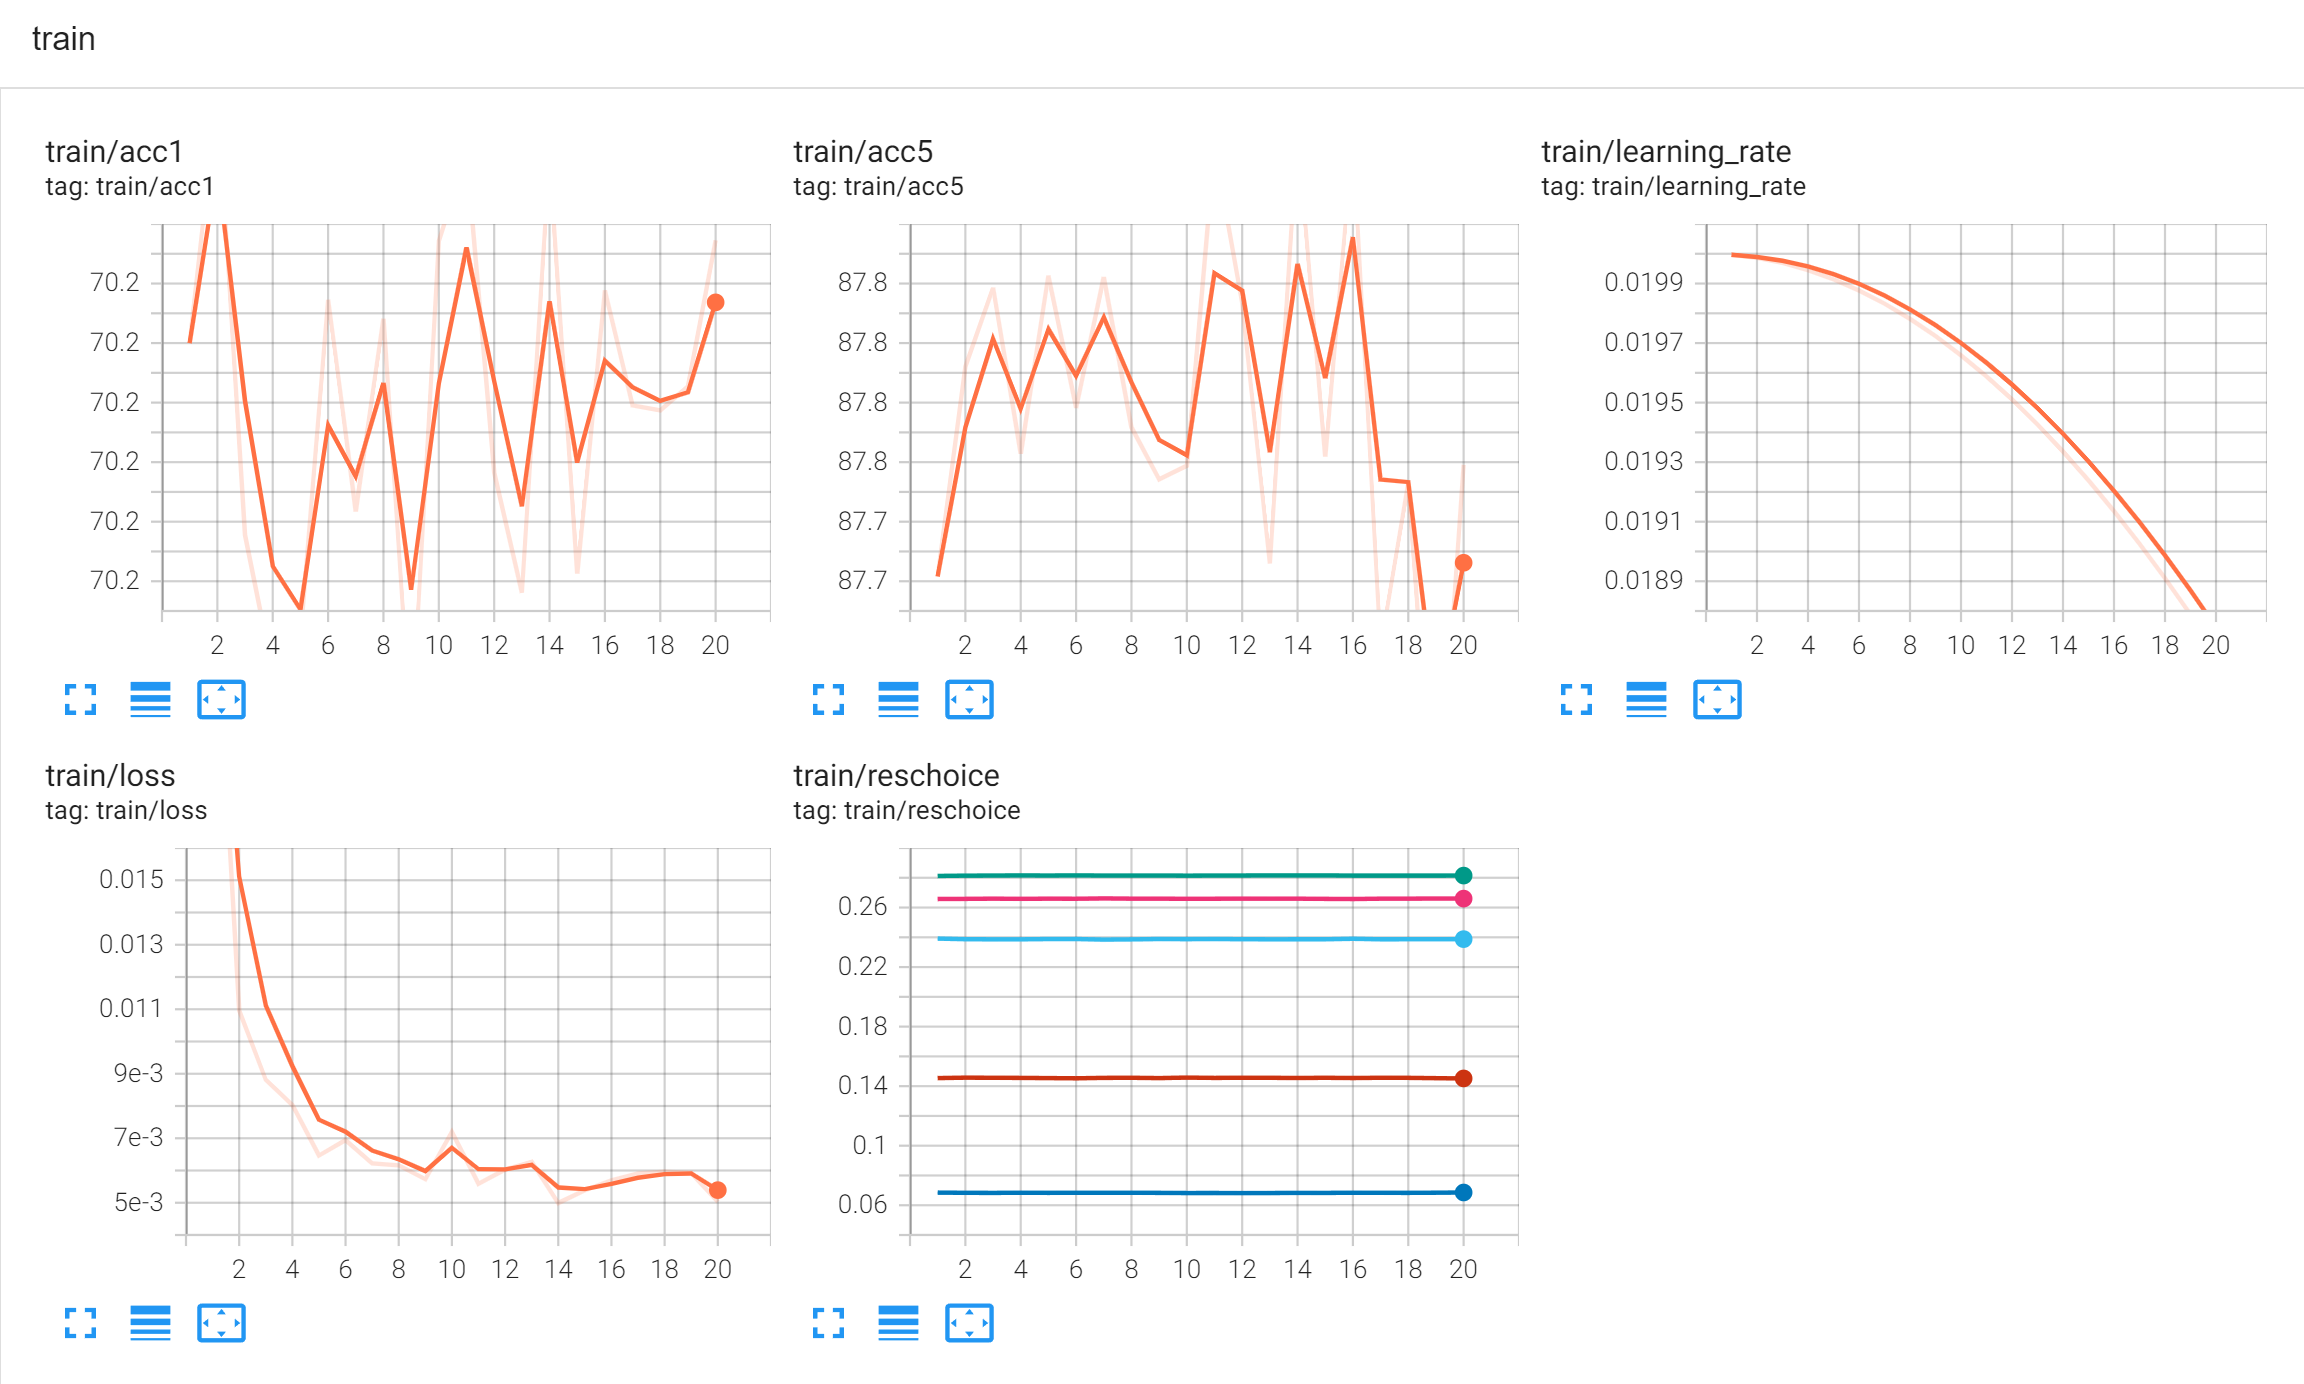 train
train/acc1
tag: train/acc1
70.2
70.2
70.2
70.2
70.2
70.2
2 4 6 8 10 12 14 16 18 20
train/acc5
tag: train/acc5
87.8
87.8
87.8
87.8
87.7
87.7
2 4 6 8 10 12 14 16 18 20
train/learning_rate
tag: train/learning_rate
0.0199
0.0197
0.0195
0.0193
0.0191
0.0189
2 4 6 8 10 12 14 16 18 20
train/loss
tag: train/loss
0.015
0.013
0.011
9e-3
7e-3
5e-3
2 4 6 8 10 12 14 16 18 20
train/reschoice
tag: train/reschoice
0.26
0.22
0.18
0.14
0.1
0.06
2 4 6 8 10 12 14 16 18 20